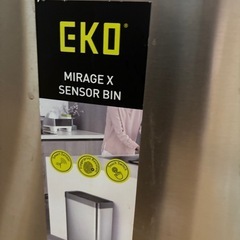 EKO
MIRAGE X
SENSOR BIN